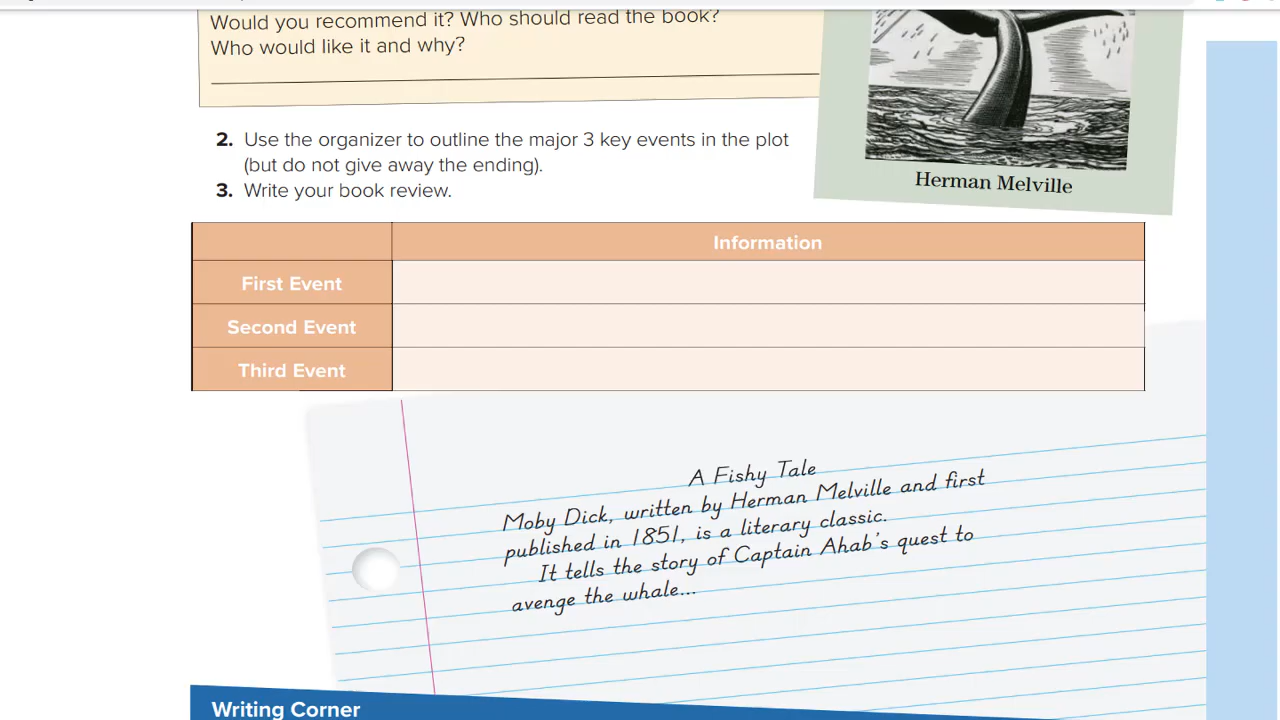 Would you recommend it? Who should read the book?
Who would like it and why?
2. Use the organizer to outline the major 3 key events in the plot
(but do not give away the ending).
3. Write your book review.
Herman Melville
Information
First Event
Second Event
Third Event
A Fishy Tale
Moby Dick, written by Herman Melville and first
published in 1851, is a literary classic.
It tells the story of Captain Ahab's quest to
avenge the whale...
Writing Corner